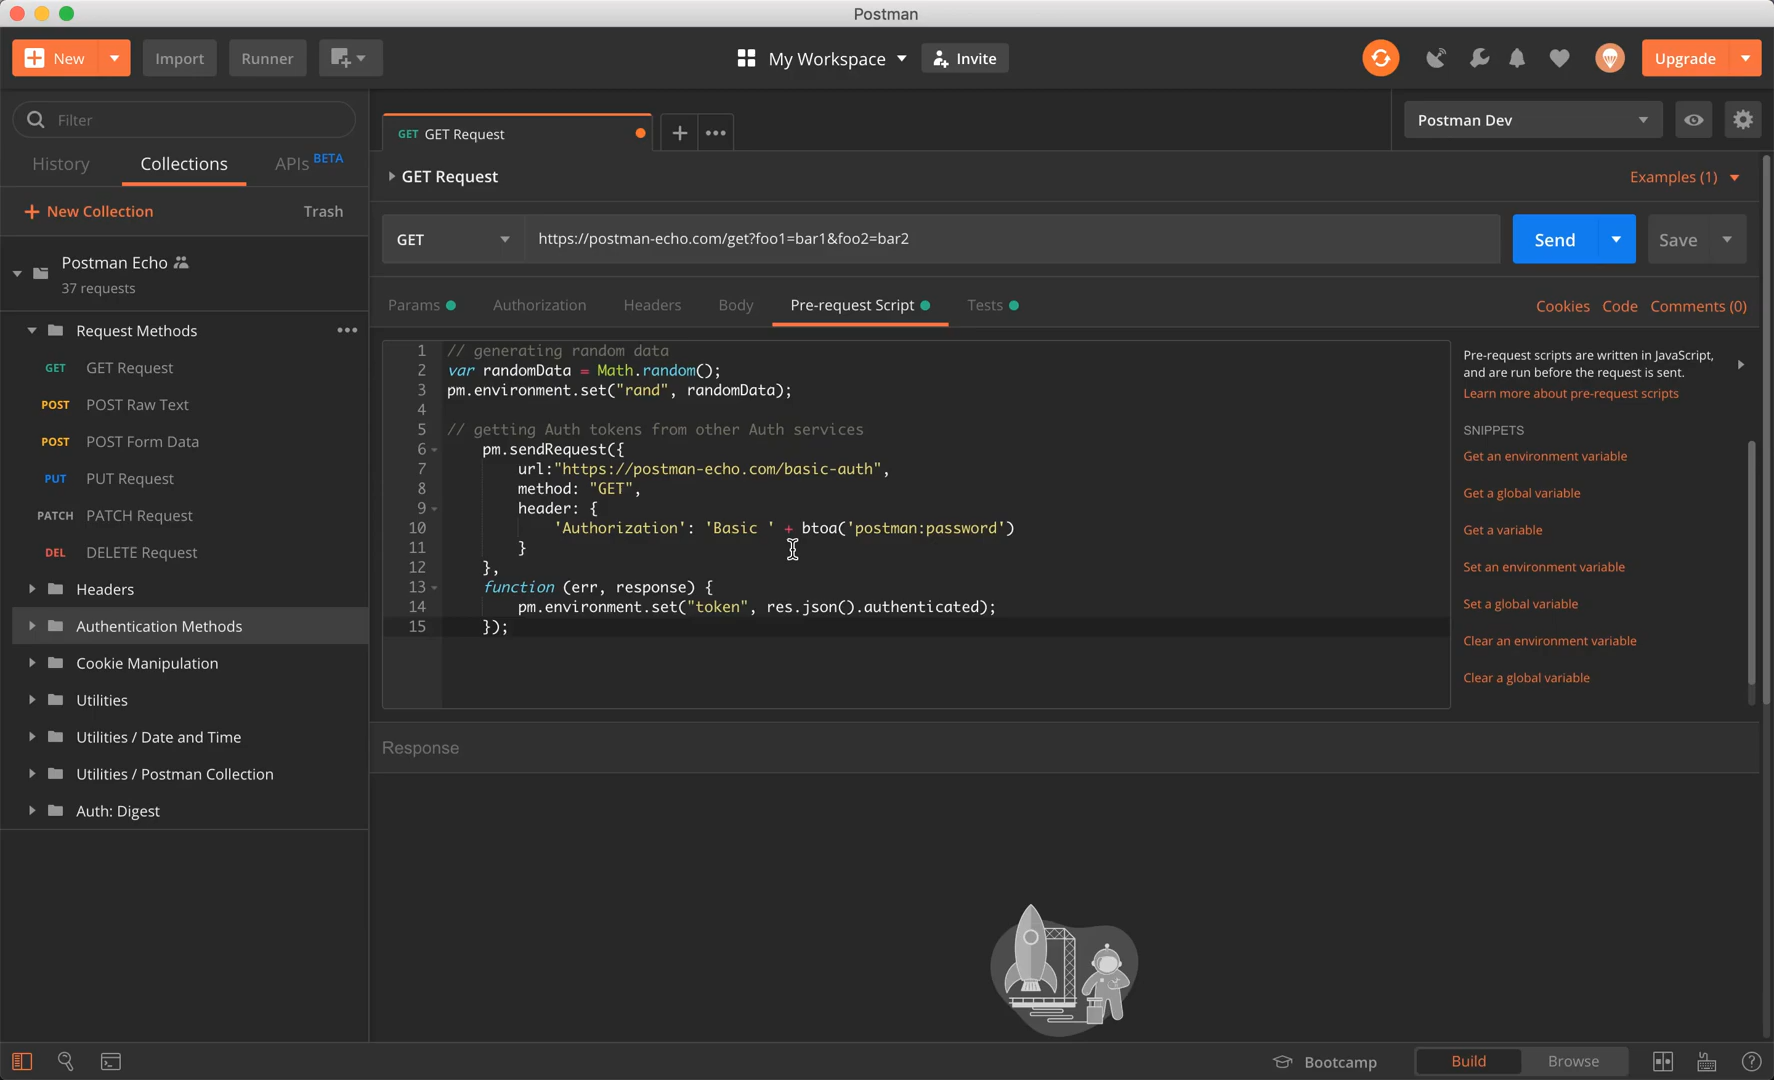 Postman
New
Import
Runner
My Workspace
Invite
Upgrade
Filter
History
Collections
APIs BETA
New Collection
Trash
Postman Echo
37 requests
Request Methods
GET GET Request
POST POST Raw Text
POST POST Form Data
PUT PUT Request
PATCH PATCH Request
DEL DELETE Request
Headers
Authentication Methods
Cookie Manipulation
Utilities
Utilities / Date and Time
Utilities / Postman Collection
Auth: Digest
GET GET Request
Postman Dev
GET Request
Examples (1)
GET
https://postman-echo.com/get?foo1=bar1&foo2=bar2
Send
Save
Params
Authorization
Headers
Body
Pre-request Script
Tests
Cookies
Code
Comments (0)
1 // generating random data
2 var randomData = Math.random();
3 pm.environment.set("rand", randomData);
4
5 // getting Auth tokens from other Auth services
6 pm.sendRequest({
7 url:"https://postman-echo.com/basic-auth",
8 method: "GET",
9 header: {
10 'Authorization': 'Basic ' + btoa('postman:password')
11 }
12 },
13 function (err, response) {
14 pm.environment.set("token", res.json().authenticated);
15 });
Pre-request scripts are written in JavaScript,
and are run before the request is sent.
Learn more about pre-request scripts
SNIPPETS
Get an environment variable
Get a global variable
Get a variable
Set an environment variable
Set a global variable
Clear an environment variable
Clear a global variable
Response
Bootcamp
Build
Browse